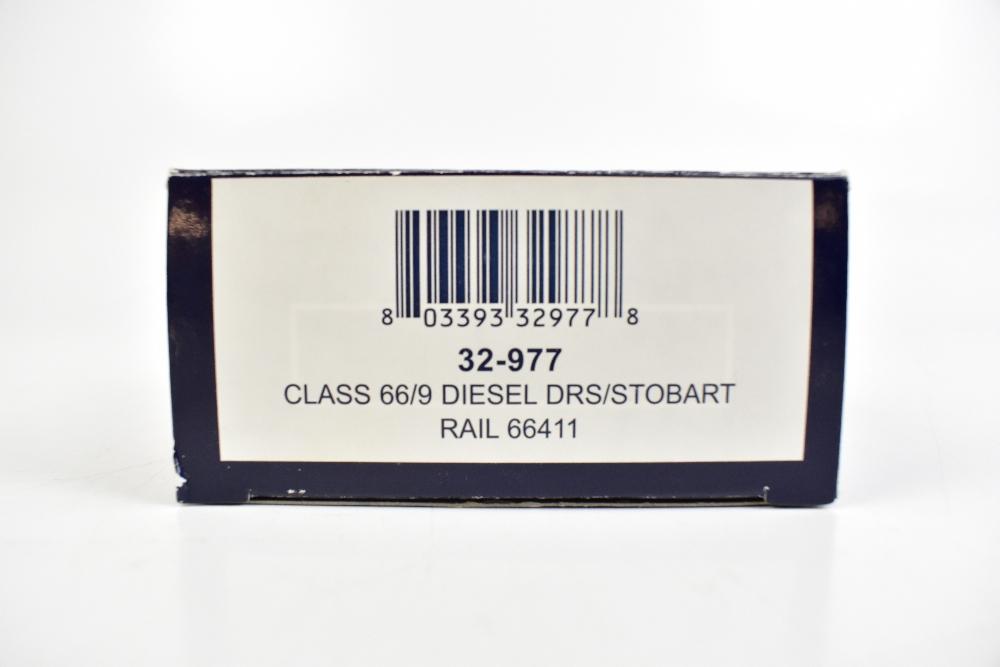 8 03393 32977 8
32-977
CLASS 66/9 DIESEL DRS/STOBART
RAIL 66411